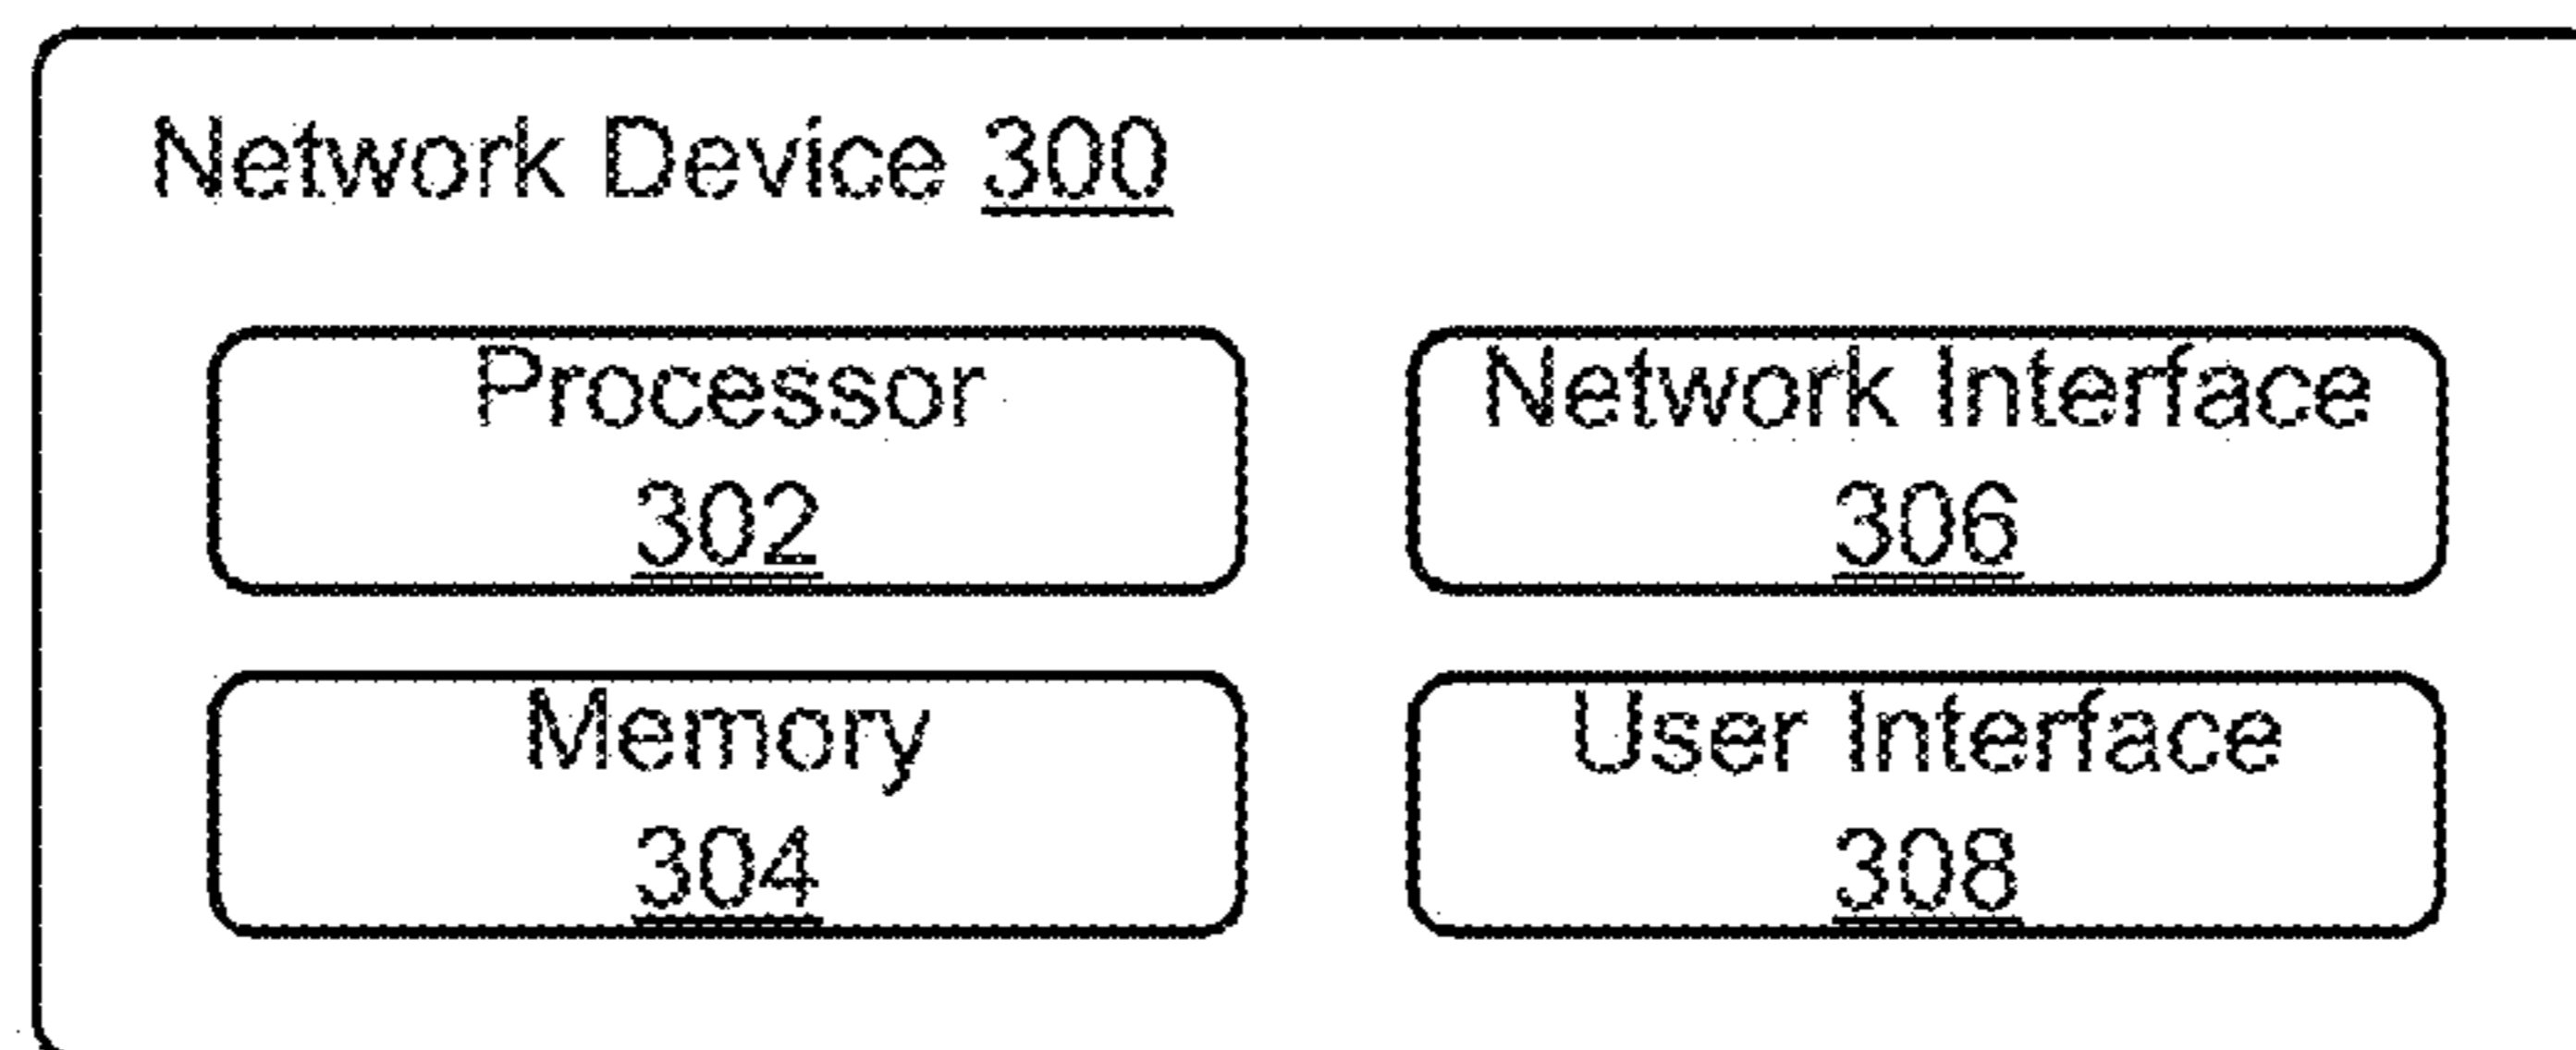 Network Device 300
Processor
302
Network Interface
306
Memory
304
User Interface
308